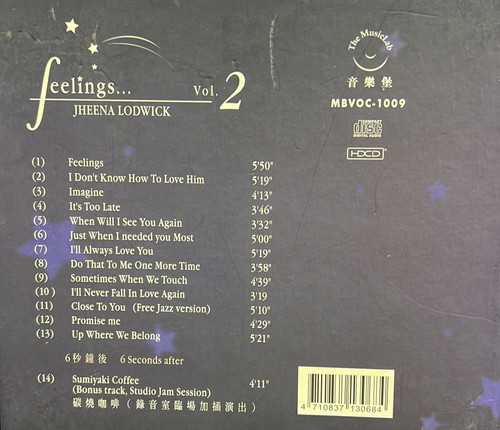 feelings... Vol. 2
JHEENA LODWICK
The MusicLab
音樂堡
MBVOC-1009
COMPACT
disc
DIGITAL AUDIO
HDCD
(1) Feelings 5'50"
(2) I Don't Know How To Love Him 5'19"
(3) Imagine 4'13"
(4) It's Too Late 3'46"
(5) When Will I See You Again 3'32"
(6) Just When I needed you Most 5'00"
(7) I'll Always Love You 5'19"
(8) Do That To Me One More Time 3'58"
(9) Sometimes When We Touch 4'39"
(10) I'll Never Fall In Love Again 3'19
(11) Close To You (Free Jazz version) 5'10"
(12) Promise me 4'29"
(13) Up Where We Belong 5'21"
6秒鐘後 6 Seconds after
(14) Sumiyaki Coffee 4'11"
(Bonus track, Studio Jam Session)
碳燒咖啡（錄音室臨場加插演出）
4 710837 130684